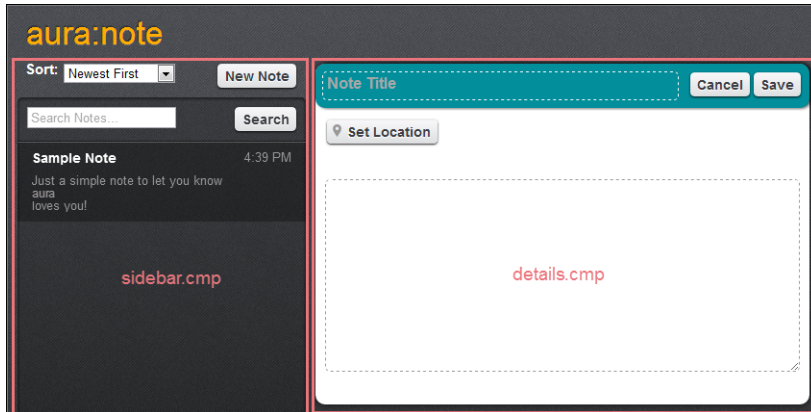 aura:note
Sort: Newest First New Note
Search Notes... Search
Sample Note 4:39 PM
Just a simple note to let you know
aura
loves you!
sidebar.cmp
Note Title Cancel Save
Set Location
details.cmp